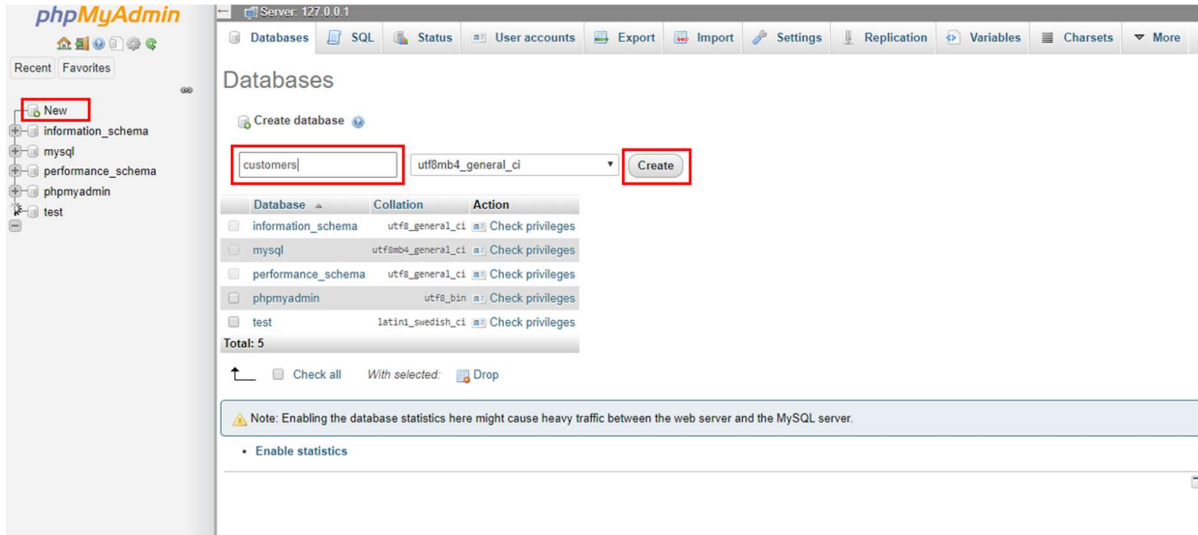 phpMyAdmin
Recent Favorites
New
information_schema
mysql
performance_schema
phpmyadmin
test
Server: 127.0.0.1
Databases SQL Status User accounts Export Import Settings Replication Variables Charsets More
Databases
Create database
customers utf8mb4_general_ci Create
Database Collation Action
information_schema utf8_general_ci Check privileges
mysql utf8mb4_general_ci Check privileges
performance_schema utf8_general_ci Check privileges
phpmyadmin utf8_bin Check privileges
test latin1_swedish_ci Check privileges
Total: 5
Check all With selected: Drop
Note: Enabling the database statistics here might cause heavy traffic between the web server and the MySQL server.
• Enable statistics